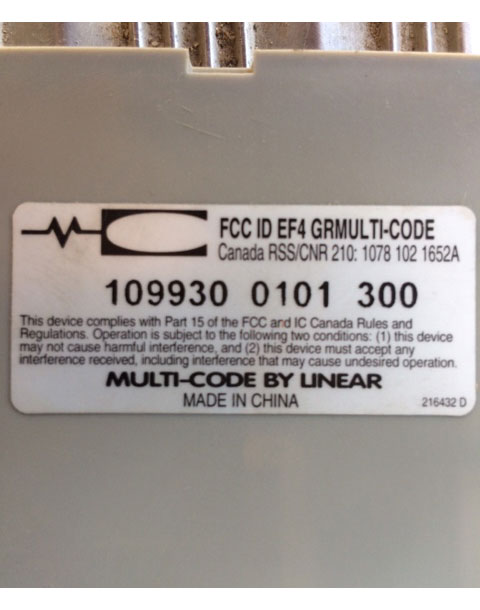 FCC ID EF4 GRMULTI-CODE
Canada RSS/CNR 210: 1078 102 1652A
109930 0101 300
This device complies with Part 15 of the FCC and IC Canada Rules and
Regulations. Operation is subject to the following two conditions: (1) this device
may not cause harmful interference, and (2) this device must accept any
interference received, including interference that may cause undesired operation.
MULTI-CODE BY LINEAR
MADE IN CHINA
216432 D